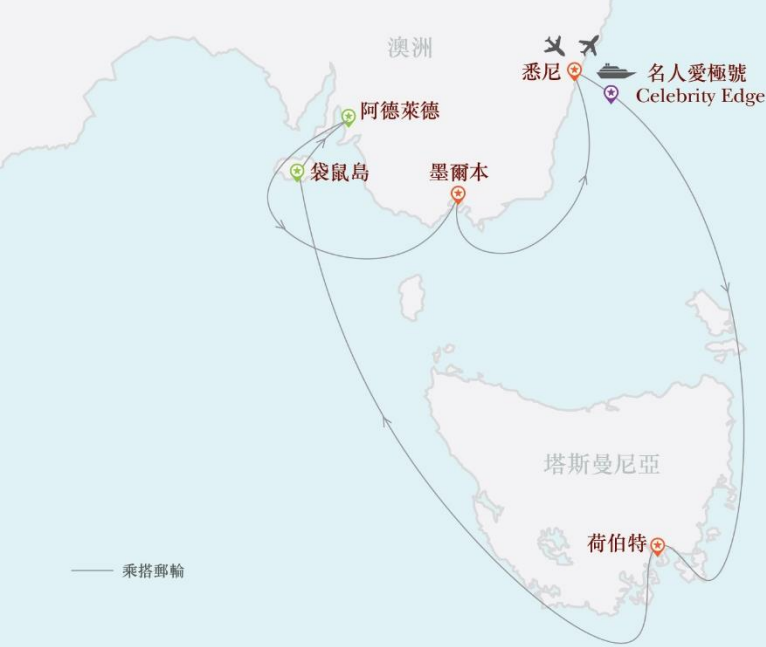 澳洲
悉尼
名人愛極號
Celebrity Edge
阿德萊德
袋鼠島
墨爾本
塔斯曼尼亞
荷伯特
乘搭郵輪